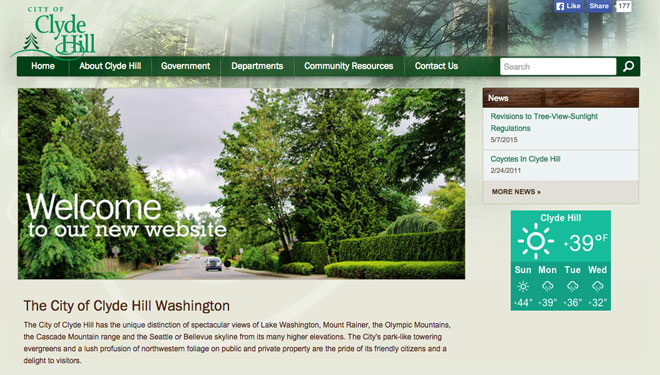 CITY OF
Clyde
Hill
Like Share 177
Home About Clyde Hill Government Departments Community Resources Contact Us Search
Welcome
to our new website
News
Revisions to Tree-View-Sunlight
Regulations
5/7/2015
Coyotes In Clyde Hill
2/24/2011
MORE NEWS »
Clyde Hill
+39°F
Sun Mon Tue Wed
+44° +39° +36° +32°
The City of Clyde Hill Washington
The City of Clyde Hill has the unique distinction of spectacular views of Lake Washington, Mount Rainer, the Olympic Mountains,
the Cascade Mountain range and the Seattle or Bellevue skyline from its many higher elevations. The City's park-like towering
evergreens and a lush profusion of northwestern foliage on public and private property are the pride of its friendly citizens and a
delight to visitors.